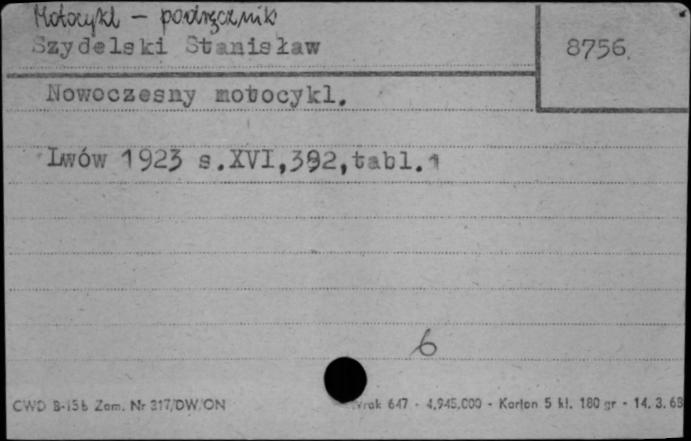 Motocykl – podręcznik
Szydelski Stanisław
8756.
Nowoczesny motocykl.
Lwów 1923 s.XVI,392,tabl.1
6
CWD B-15b Zam. Nr 317/DW/ON
647 - 4.945.000 - Karton 5 kl. 180 gr - 14. 3. 63